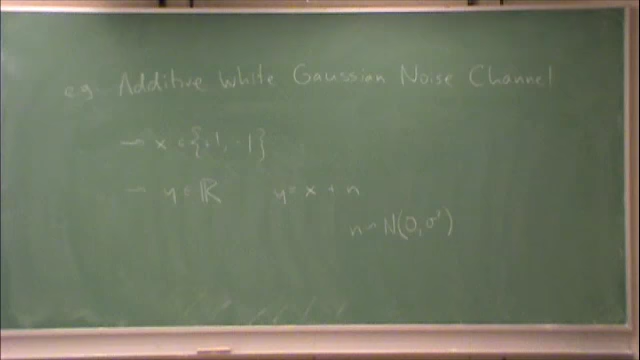 e.g. Additive White Gaussian Noise Channel
~ x ∈ {+1, -1}
~ y ∈ ℝ y = x + n
n ~ N(0, σ²)